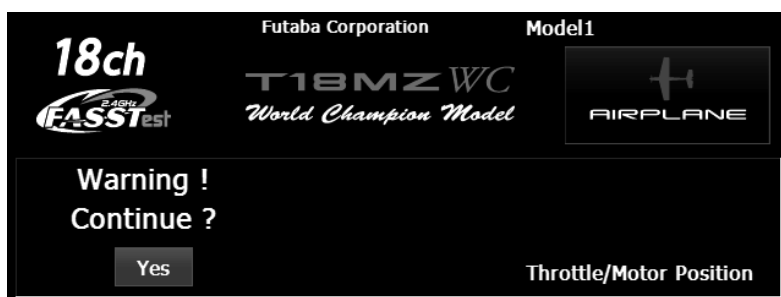 Futaba Corporation Model1
18ch
T18MZ WC
2.4GHz
FASSTest
World Champion Model
AIRPLANE
Warning !
Continue ?
Yes
Throttle/Motor Position